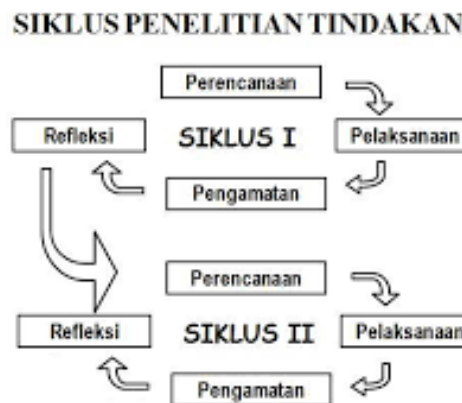 SIKLUS PENELITIAN TINDAKAN
Perencanaan
Refleksi
SIKLUS I
Pelaksanaan
Pengamatan
Perencanaan
Refleksi
SIKLUS II
Pelaksanaan
Pengamatan